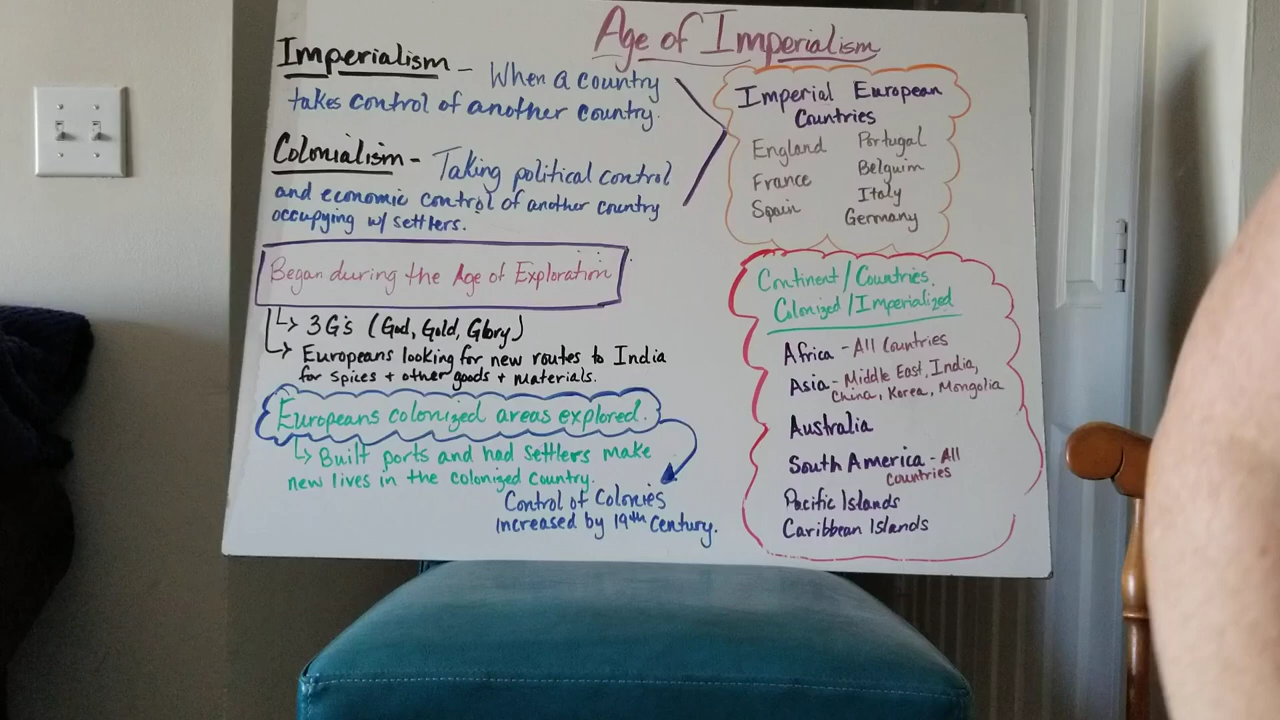 Age of Imperialism
Imperialism - When a country
takes control of another country.
Colonialism - Taking political control
and economic control of another country
occupying w/ settlers.
Began during the Age of Exploration
↳ 3 G's (God, Gold, Glory)
↳ Europeans looking for new routes to India
for spices + other goods + materials.
Europeans colonized areas explored.
↳ Built ports and had settlers make
new lives in the colonized country.
Control of Colonies
increased by 19th Century.
Imperial European
Countries
England Portugal
France Belguim
Spain Italy
Germany
Continent/Countries
Colonized/Imperialized
Africa - All Countries
Asia - Middle East, India,
China, Korea, Mongolia
Australia
South America - All
Countries
Pacific Islands
Caribbean Islands